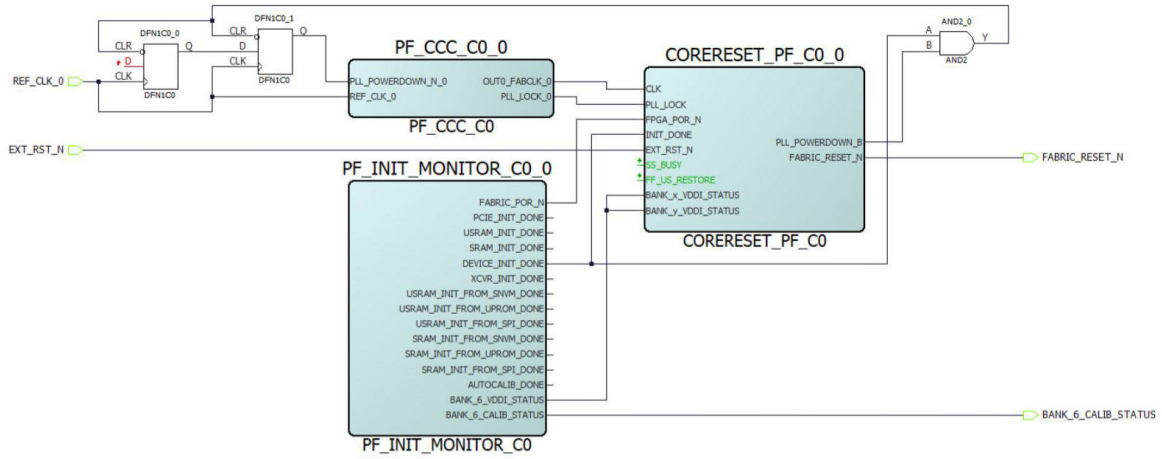 DFN1C0_0
CLR
D
CLK
Q
DFN1C0
DFN1C0_1
CLR
D
CLK
Q
DFN1C0
REF_CLK_0
EXT_RST_N
PF_CCC_C0_0
PLL_POWERDOWN_N_0
REF_CLK_0
OUT0_FABCLK_0
PLL_LOCK_0
PF_CCC_C0
CORERESET_PF_C0_0
CLK
PLL_LOCK
FPGA_POR_N
INIT_DONE
EXT_RST_N
SS_BUSY
FF_US_RESTORE
BANK_x_VDDI_STATUS
BANK_y_VDDI_STATUS
PLL_POWERDOWN_B
FABRIC_RESET_N
CORERESET_PF_C0
AND2_0
A
B
Y
AND2
FABRIC_RESET_N
PF_INIT_MONITOR_C0_0
FABRIC_POR_N
PCIE_INIT_DONE
USRAM_INIT_DONE
SRAM_INIT_DONE
DEVICE_INIT_DONE
XCVR_INIT_DONE
USRAM_INIT_FROM_SNVM_DONE
USRAM_INIT_FROM_UPROM_DONE
USRAM_INIT_FROM_SPI_DONE
SRAM_INIT_FROM_SNVM_DONE
SRAM_INIT_FROM_UPROM_DONE
SRAM_INIT_FROM_SPI_DONE
AUTOCALIB_DONE
BANK_6_VDDI_STATUS
BANK_6_CALIB_STATUS
PF_INIT_MONITOR_C0
BANK_6_CALIB_STATUS